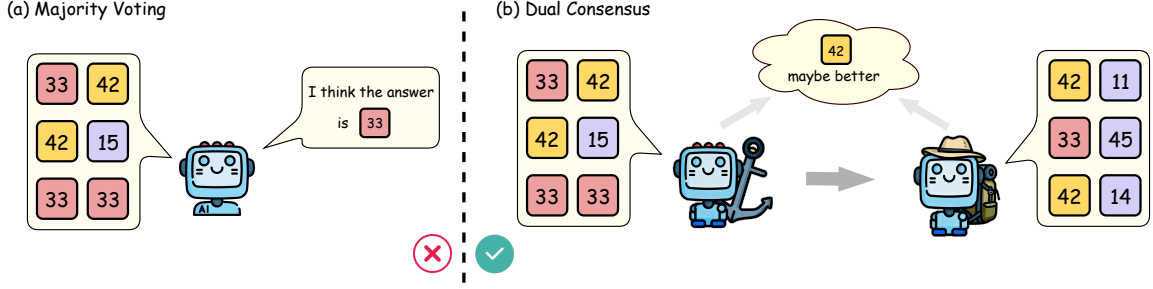 (a) Majority Voting
33 42
42 15
33 33
I think the answer
is 33
AI
(b) Dual Consensus
33 42
42 15
33 33
42
maybe better
42 11
33 45
42 14